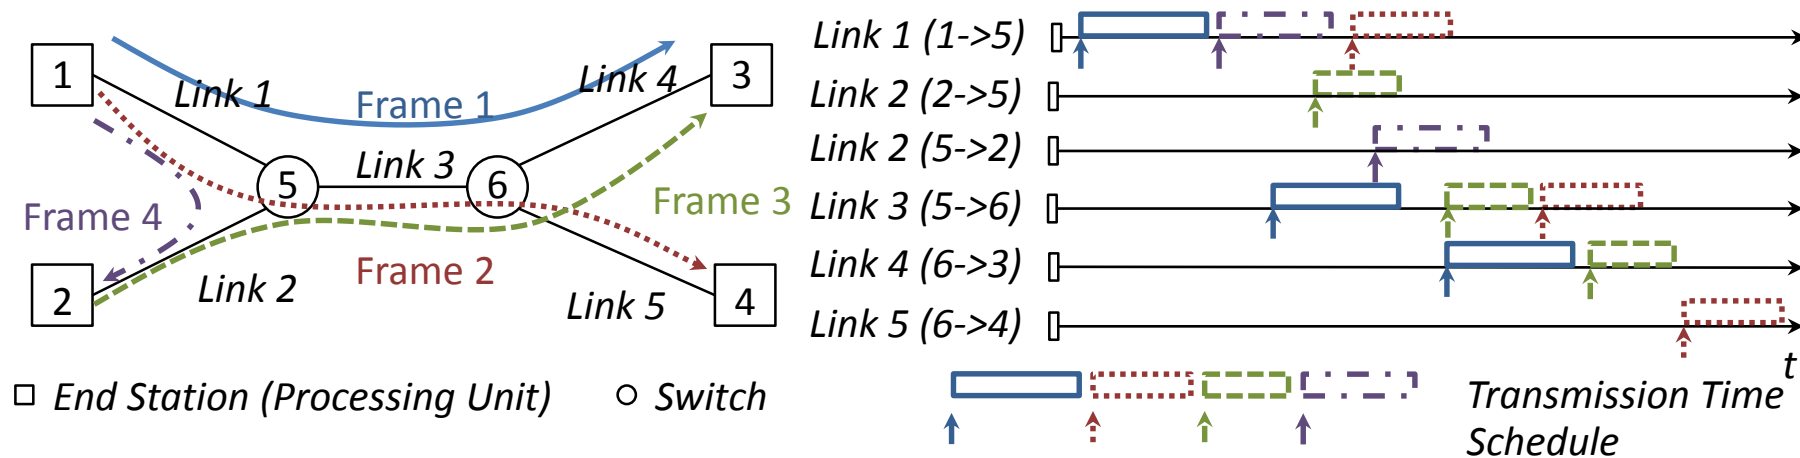 1
3
Link 1
Link 4
Frame 1
Link 3
5
6
Frame 4
Frame 3
Frame 2
2
Link 2
Link 5
4
End Station (Processing Unit)
Switch
Link 1 (1->5)
Link 2 (2->5)
Link 2 (5->2)
Link 3 (5->6)
Link 4 (6->3)
Link 5 (6->4)
t
Transmission Time
Schedule